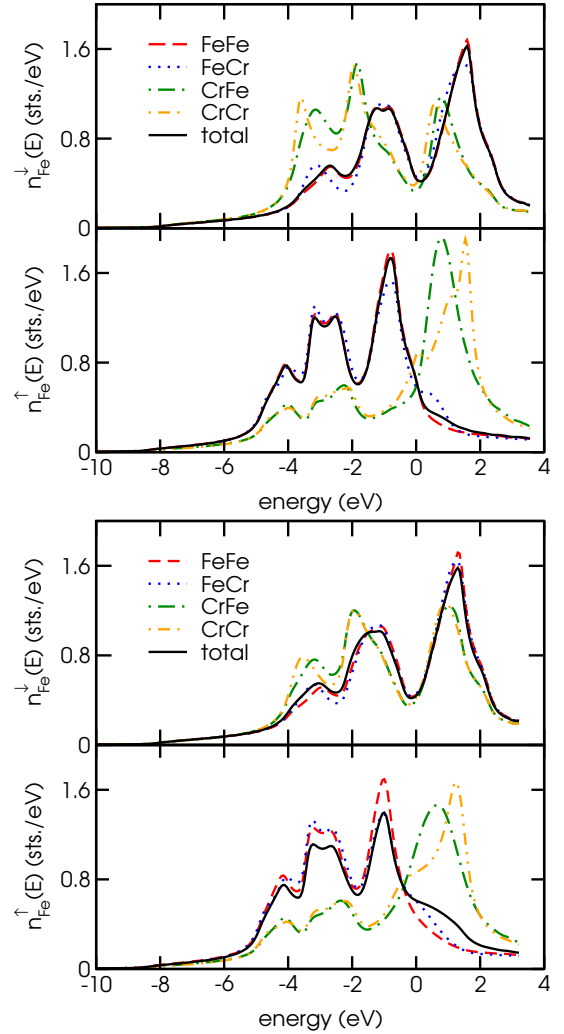 1.6
0.8
0
n↓Fe(E) (sts./eV)
FeFe
FeCr
CrFe
CrCr
total
1.6
0.8
0
n↑Fe(E) (sts./eV)
-10 -8 -6 -4 -2 0 2 4
energy (eV)
1.6
0.8
0
n↓Fe(E) (sts./eV)
FeFe
FeCr
CrFe
CrCr
total
1.6
0.8
0
n↑Fe(E) (sts./eV)
-10 -8 -6 -4 -2 0 2 4
energy (eV)